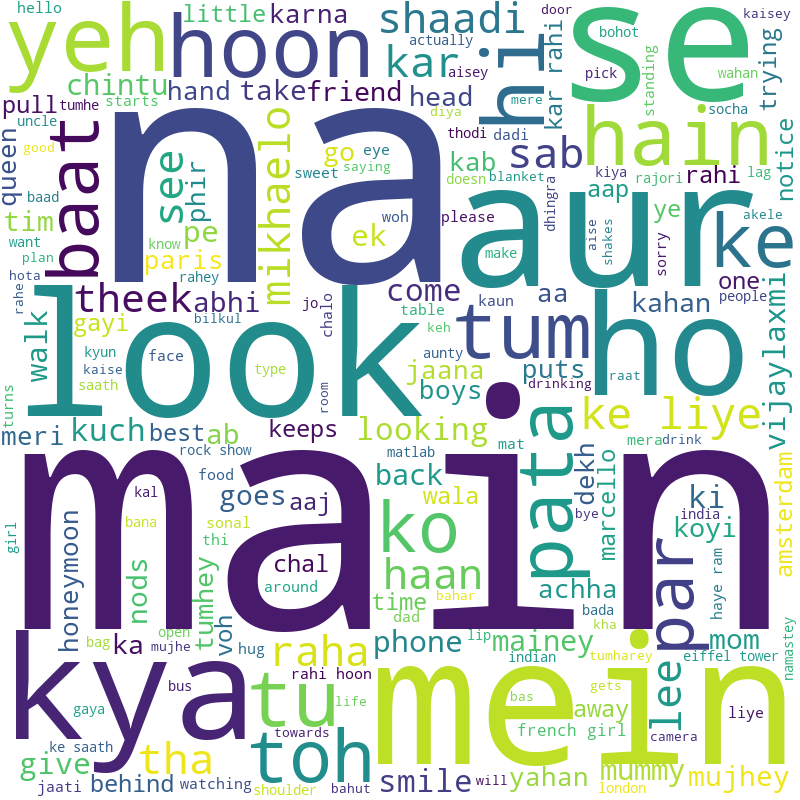 hello
yeh
hoon
little
karna
shaadi
actually
kar
aisey
hi
se
door
bohot
kaisey
pick
wahan
kar rahi
standing
trying
chintu
hand
take
friend
head
mere
hain
socha
pull
tumhe
starts
diya
uncle
queen
good
baat
na
mikhaelo
go
eye
thodi
dadi
kab
sab
kiya
rajori
rahi
lag
notice
see
phir
sweet
saying
doesn
blanket
aap
tim
baad
want
plan
pe
paris
know
rahey
ek
woh
please
aur
dhingra
ye
akele
ke
make
aise
shakes
sorry
one
people
hota
rahe
theek
abhi
jo
come
aa
kahan
gayi
bilkul
chalo
table
kaun
keh
tum
ho
vijaylaxmi
walk
kyun
kaise
saath
face
look
type
room
aunty
jaana
boys
puts
drinking
raat
turns
meri
kuch
best
ab
keeps
looking
mat
ke liye
mera
drink
rock show
matlab
food
back
dekh
main
kal
bana
goes
aaj
wala
pata
marcello
ki
india
koyi
amsterdam
girl
honeymoon
sonal
thi
ko
bye
chal
haan
achha
par
haye ram
nods
tumhey
around
time
bahar
bada
kha
open
bag
mujhe
ka
voh
hug
dad
raha
phone
lip
mainey
mom
namastey
kya
indian
tumharey
eiffel tower
bus
rahi hoon
life
tu
mein
bas
gets
lee
gaya
towards
away
liye
french girl
camera
ke saath
give
tha
toh
jaati
behind
watching
shoulder
bahut
smile
will
yahan
mummy
london
mujhey